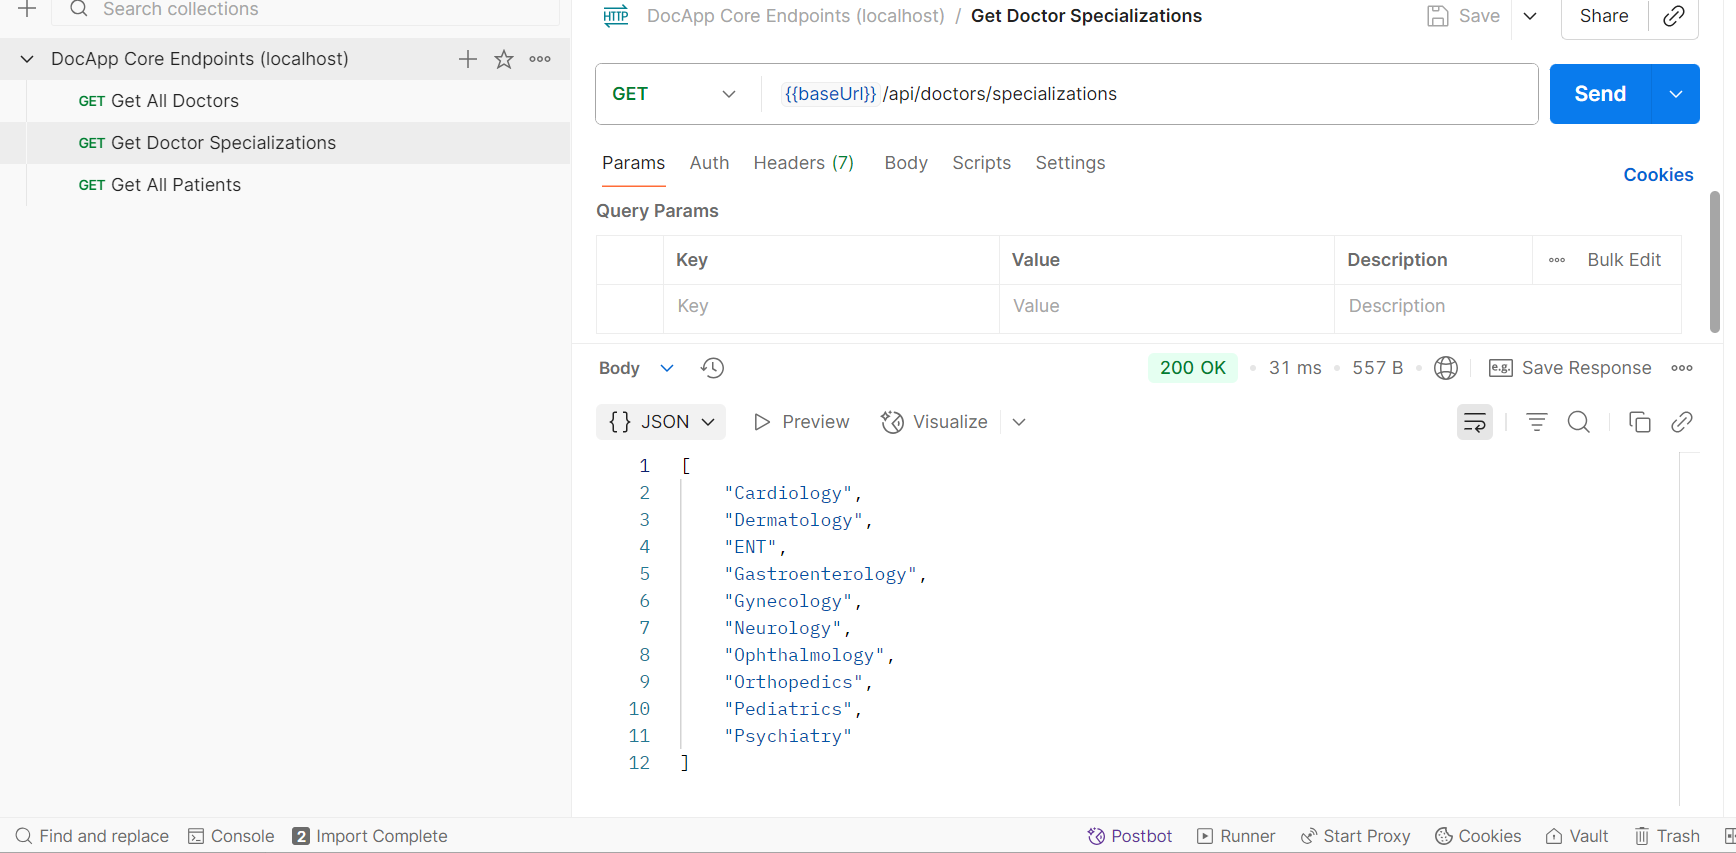 Search collections
DocApp Core Endpoints (localhost)
GET Get All Doctors
GET Get Doctor Specializations
GET Get All Patients
HTTP DocApp Core Endpoints (localhost) / Get Doctor Specializations
Save
Share
GET
{{baseUrl}} /api/doctors/specializations
Send
Params Auth Headers (7) Body Scripts Settings
Cookies
Query Params
Key Value Description Bulk Edit
Key Value Description
Body
200 OK • 31 ms • 557 B •
e.g. Save Response
{} JSON Preview Visualize
1 [
2 "Cardiology",
3 "Dermatology",
4 "ENT",
5 "Gastroenterology",
6 "Gynecology",
7 "Neurology",
8 "Ophthalmology",
9 "Orthopedics",
10 "Pediatrics",
11 "Psychiatry"
12 ]
Find and replace Console 2 Import Complete Postbot Runner Start Proxy Cookies Vault Trash